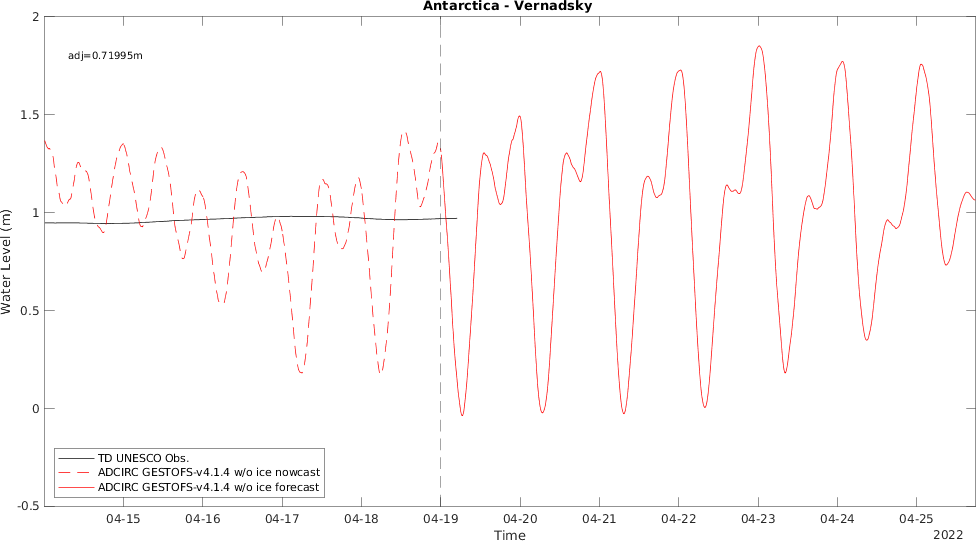 Antarctica - Vernadsky
adj=0.71995m
2
1.5
1
0.5
0
-0.5
Water Level (m)
TD UNESCO Obs.
ADCIRC GESTOFS-v4.1.4 w/o ice nowcast
ADCIRC GESTOFS-v4.1.4 w/o ice forecast
04-15 04-16 04-17 04-18 04-19 04-20 04-21 04-22 04-23 04-24 04-25
Time
2022